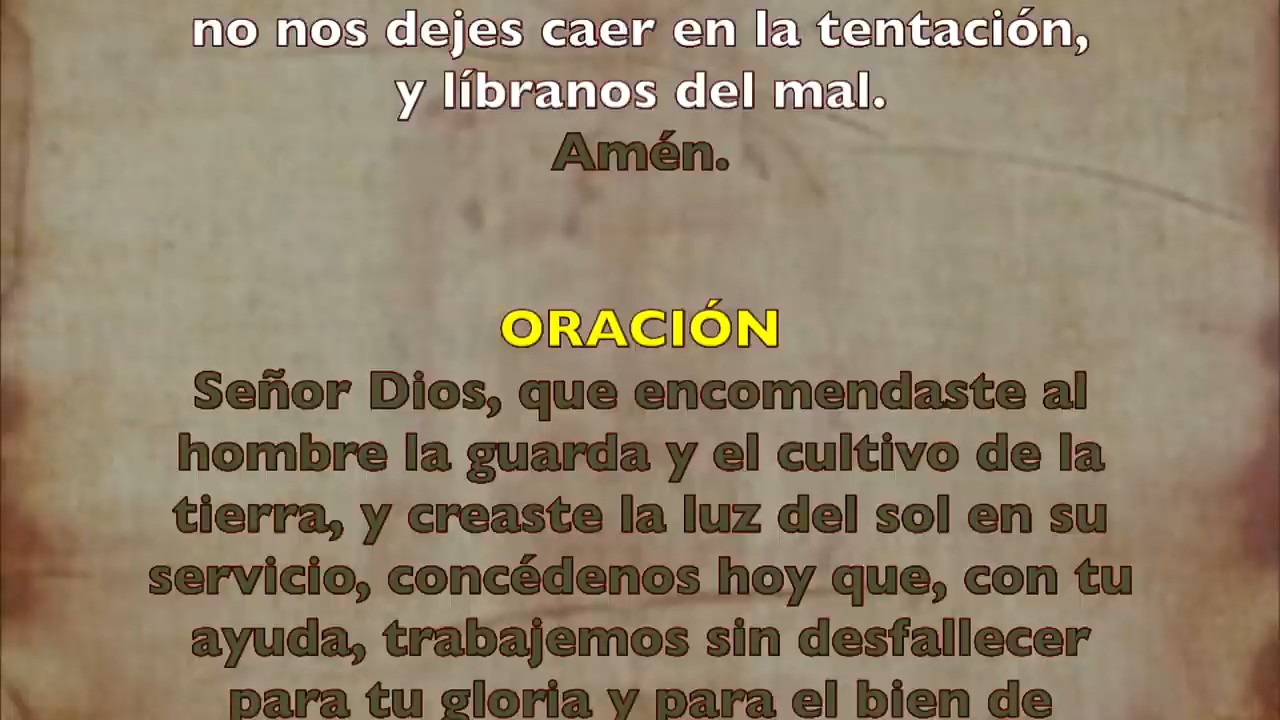 no nos dejes caer en la tentación,
y líbranos del mal.
Amén.
ORACIÓN
Señor Dios, que encomendaste al
hombre la guarda y el cultivo de la
tierra, y creaste la luz del sol en su
servicio, concédenos hoy que, con tu
ayuda, trabajemos sin desfallecer
para tu gloria y para el bien de